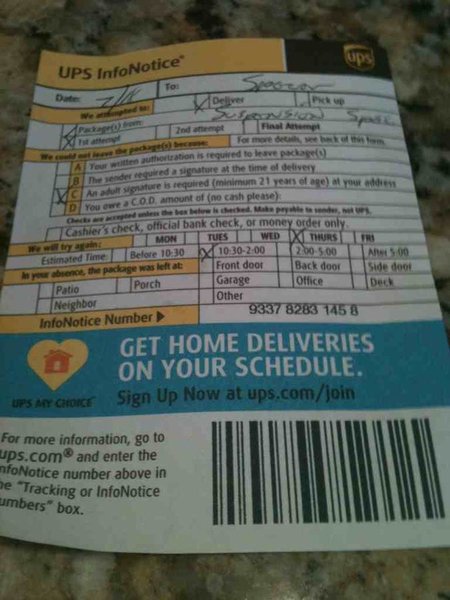 UPS InfoNotice®
ups
Date: To:
We attempted to: X Deliver Pick up
SUSPENSION
Package(s) from:
X 1st attempt 2nd attempt Final Attempt
We could not leave the package(s) because: For more details, see back of this form.
A Your written authorization is required to leave package(s)
B The sender required a signature at the time of delivery
X C An adult signature is required (minimum 21 years of age) at your address
D You owe a C.O.D. amount of (no cash please):
Checks are accepted unless the box below is checked. Make payable to sender, not UPS.
Cashier's check, official bank check, or money order only.
We will try again: MON TUES WED X THURS FRI
Estimated Time: Before 10:30 X 10:30-2:00 2:00-5:00 After 5:00
In your absence, the package was left at: Front door Back door Side door
Patio Porch Garage Office Deck
Neighbor Other
InfoNotice Number 9337 8283 145 8
GET HOME DELIVERIES
ON YOUR SCHEDULE.
UPS MY CHOICE™ Sign Up Now at ups.com/join
For more information, go to
ups.com® and enter the
nfoNotice number above in
he "Tracking or InfoNotice
umbers" box.